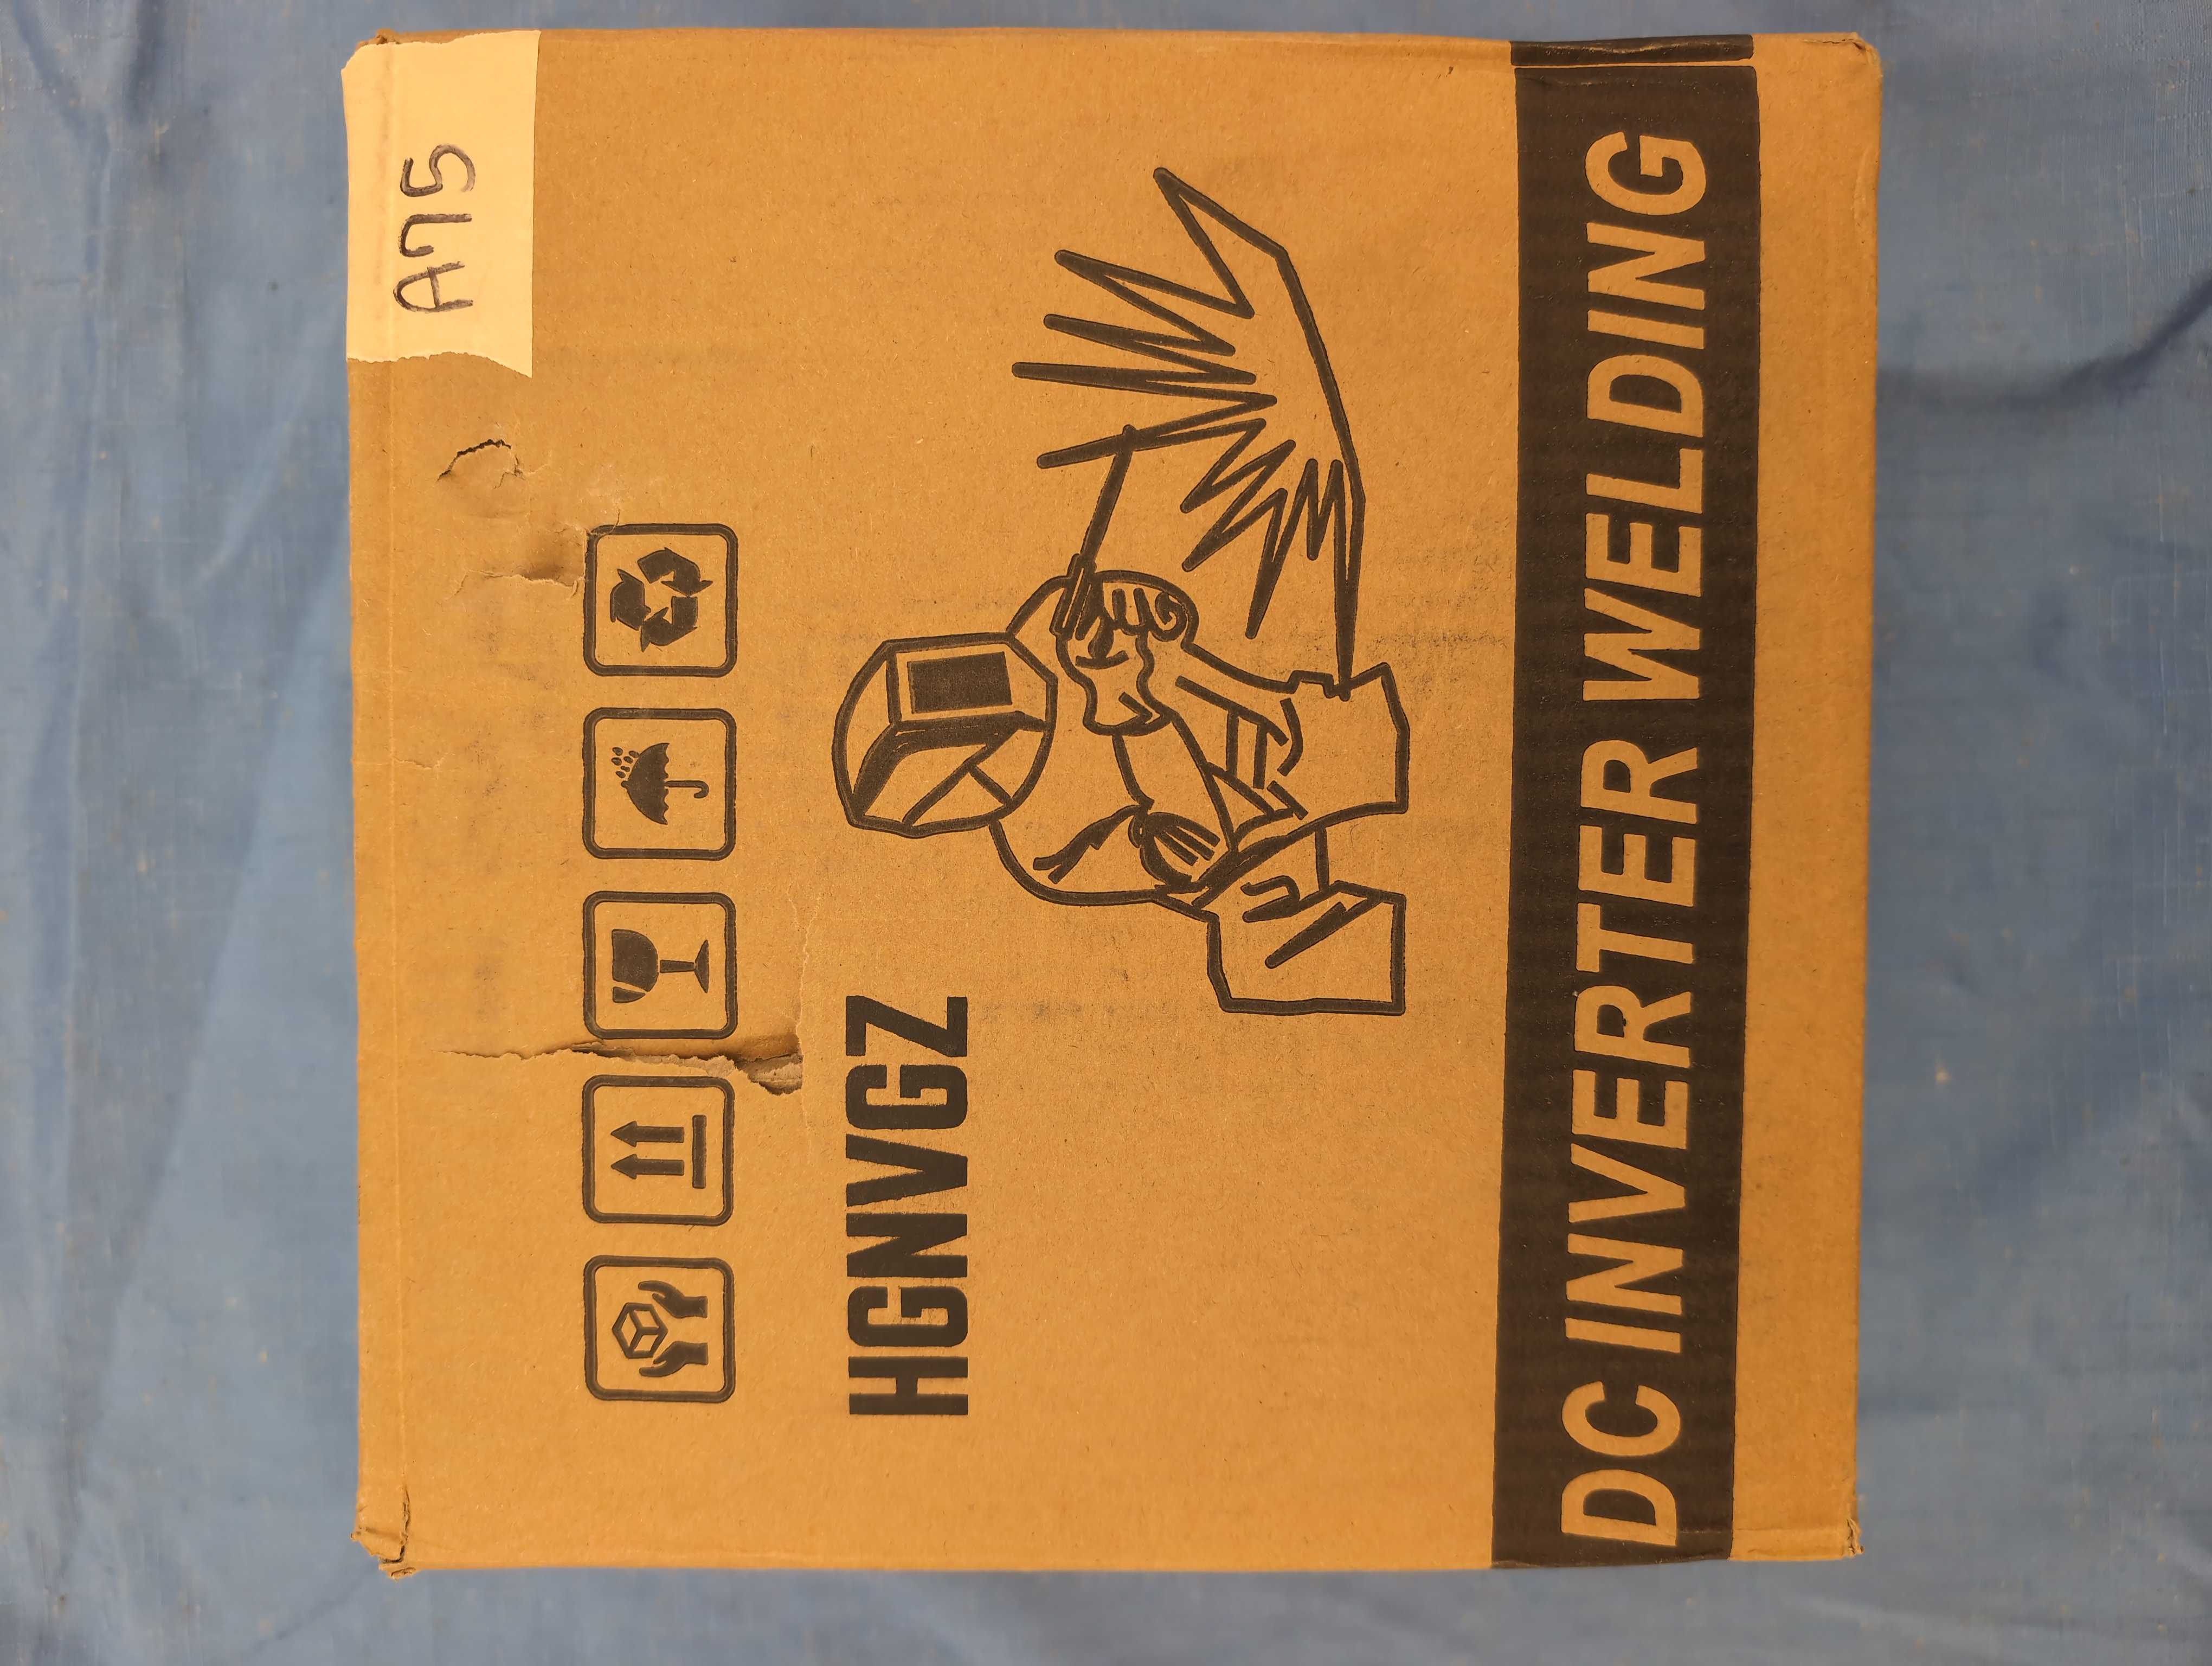 A75
HGNVGZ
DC INVERTER WELDING